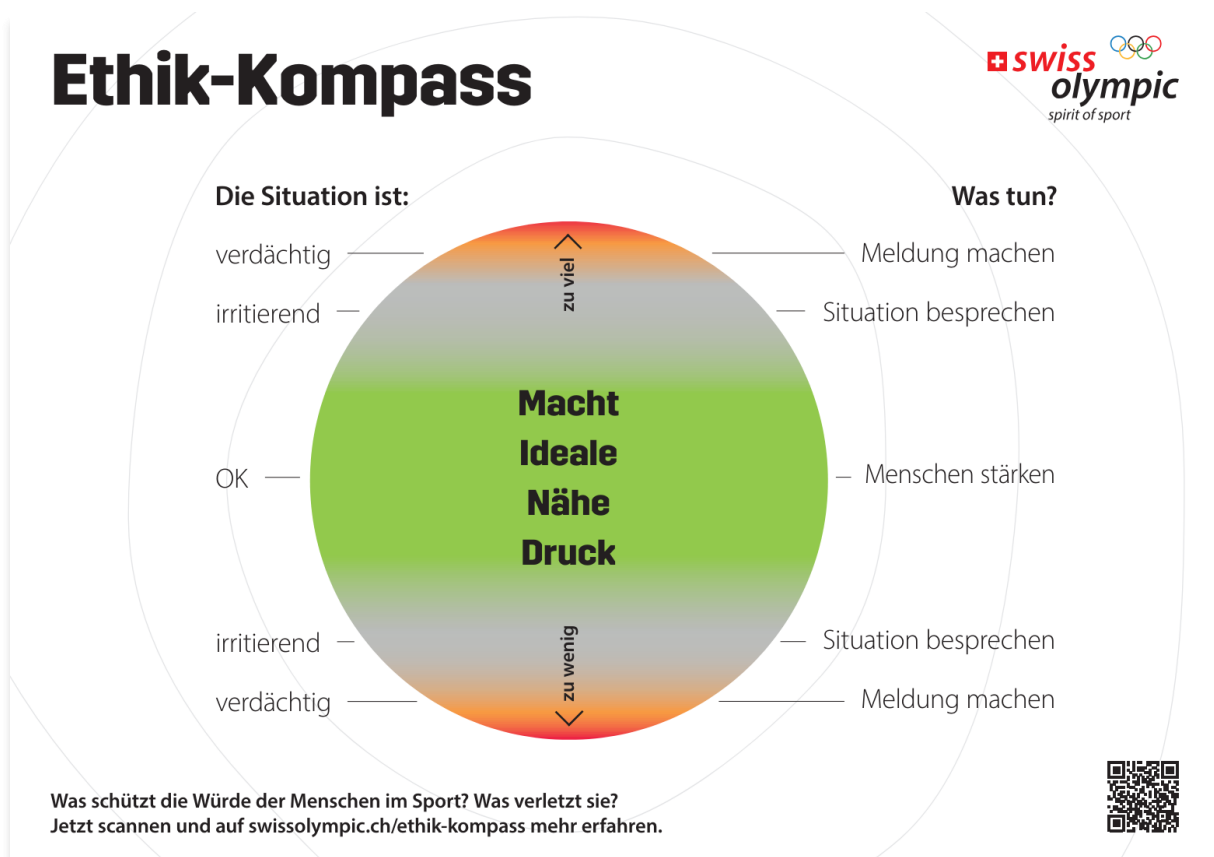 Ethik-Kompass
swiss
olympic
spirit of sport
Die Situation ist:
Was tun?
verdächtig
Meldung machen
zu viel
irritierend
Situation besprechen
Macht
Ideale
Nähe
Druck
OK
Menschen stärken
irritierend
Situation besprechen
zu wenig
verdächtig
Meldung machen
Was schützt die Würde der Menschen im Sport? Was verletzt sie?
Jetzt scannen und auf swissolympic.ch/ethik-kompass mehr erfahren.